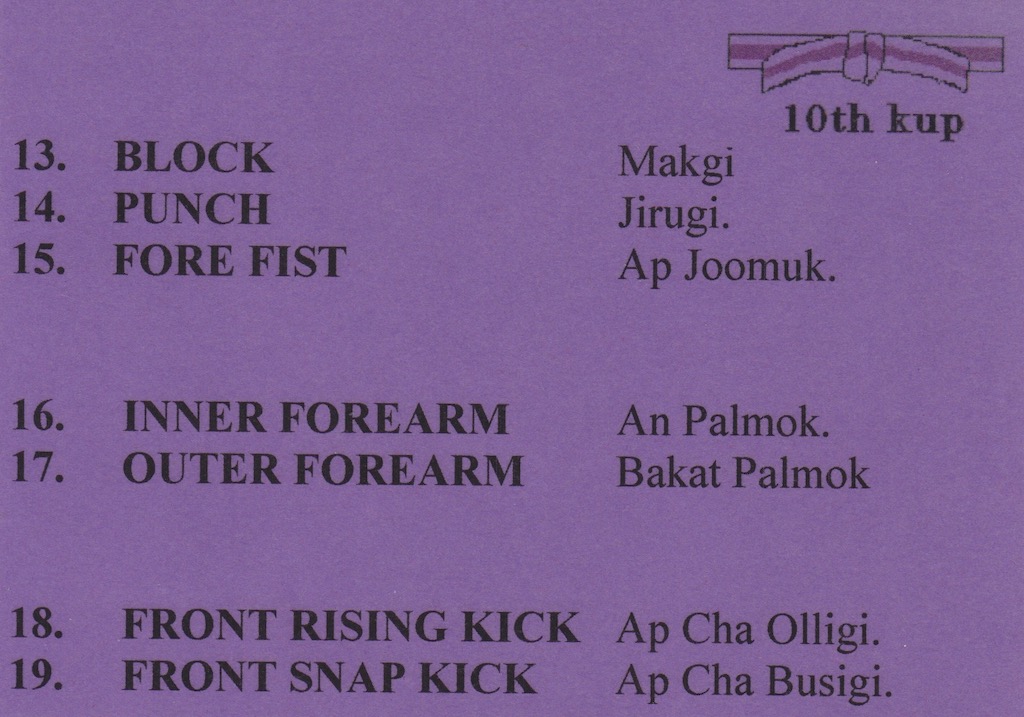 10th kup
13. BLOCK Makgi
14. PUNCH Jirugi.
15. FORE FIST Ap Joomuk.
16. INNER FOREARM An Palmok.
17. OUTER FOREARM Bakat Palmok
18. FRONT RISING KICK Ap Cha Olligi.
19. FRONT SNAP KICK Ap Cha Busigi.